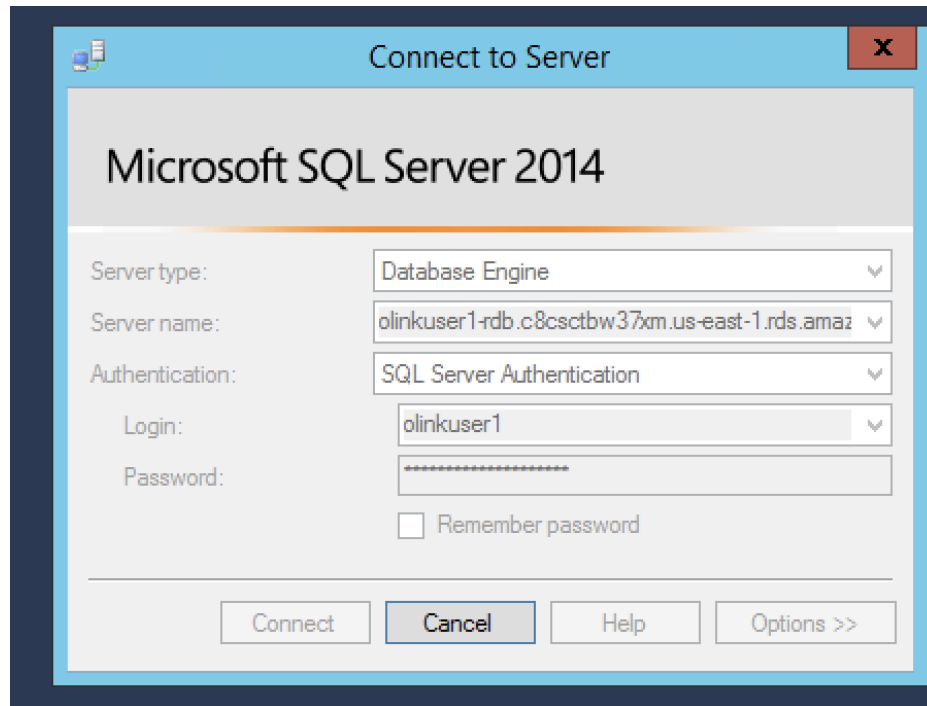 Connect to Server
x
Microsoft SQL Server 2014
Server type: Database Engine
Server name: olinkuser1-rdb.c8csctbw37xm.us-east-1.rds.amaz
Authentication: SQL Server Authentication
Login: olinkuser1
Password: ********************
Remember password
Connect Cancel Help Options >>